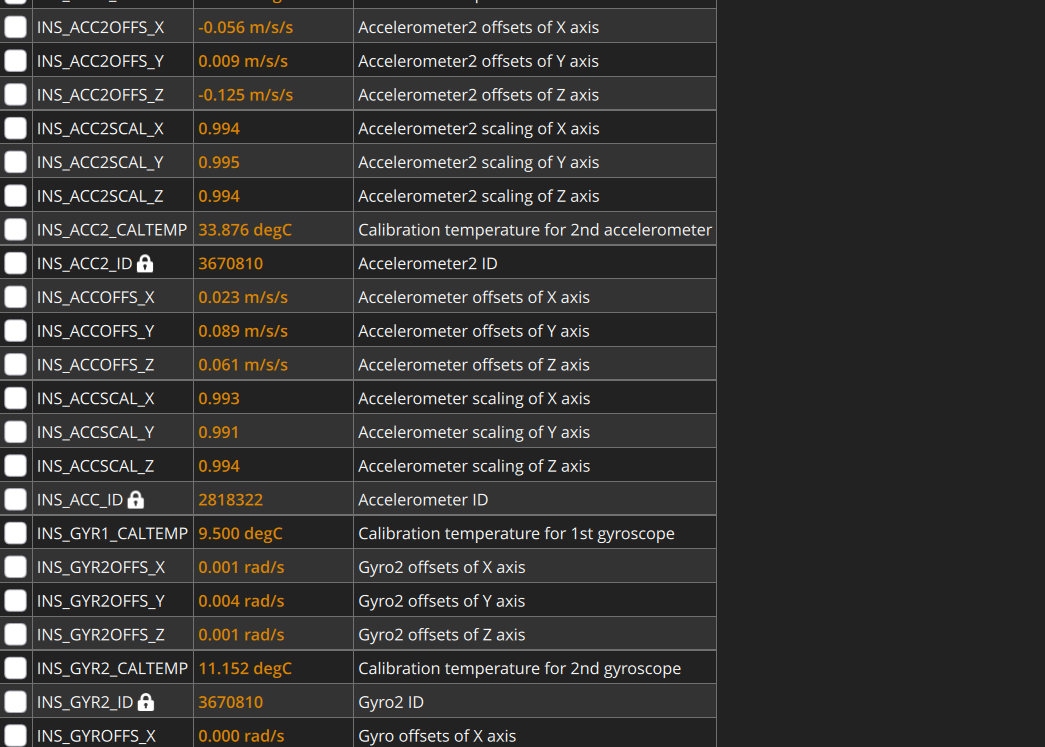 INS_ACC2OFFS_X -0.056 m/s/s Accelerometer2 offsets of X axis
INS_ACC2OFFS_Y 0.009 m/s/s Accelerometer2 offsets of Y axis
INS_ACC2OFFS_Z -0.125 m/s/s Accelerometer2 offsets of Z axis
INS_ACC2SCAL_X 0.994 Accelerometer2 scaling of X axis
INS_ACC2SCAL_Y 0.995 Accelerometer2 scaling of Y axis
INS_ACC2SCAL_Z 0.994 Accelerometer2 scaling of Z axis
INS_ACC2_CALTEMP 33.876 degC Calibration temperature for 2nd accelerometer
INS_ACC2_ID 3670810 Accelerometer2 ID
INS_ACCOFFS_X 0.023 m/s/s Accelerometer offsets of X axis
INS_ACCOFFS_Y 0.089 m/s/s Accelerometer offsets of Y axis
INS_ACCOFFS_Z 0.061 m/s/s Accelerometer offsets of Z axis
INS_ACCSCAL_X 0.993 Accelerometer scaling of X axis
INS_ACCSCAL_Y 0.991 Accelerometer scaling of Y axis
INS_ACCSCAL_Z 0.994 Accelerometer scaling of Z axis
INS_ACC_ID 2818322 Accelerometer ID
INS_GYR1_CALTEMP 9.500 degC Calibration temperature for 1st gyroscope
INS_GYR2OFFS_X 0.001 rad/s Gyro2 offsets of X axis
INS_GYR2OFFS_Y 0.004 rad/s Gyro2 offsets of Y axis
INS_GYR2OFFS_Z 0.001 rad/s Gyro2 offsets of Z axis
INS_GYR2_CALTEMP 11.152 degC Calibration temperature for 2nd gyroscope
INS_GYR2_ID 3670810 Gyro2 ID
INS_GYROFFS_X 0.000 rad/s Gyro offsets of X axis